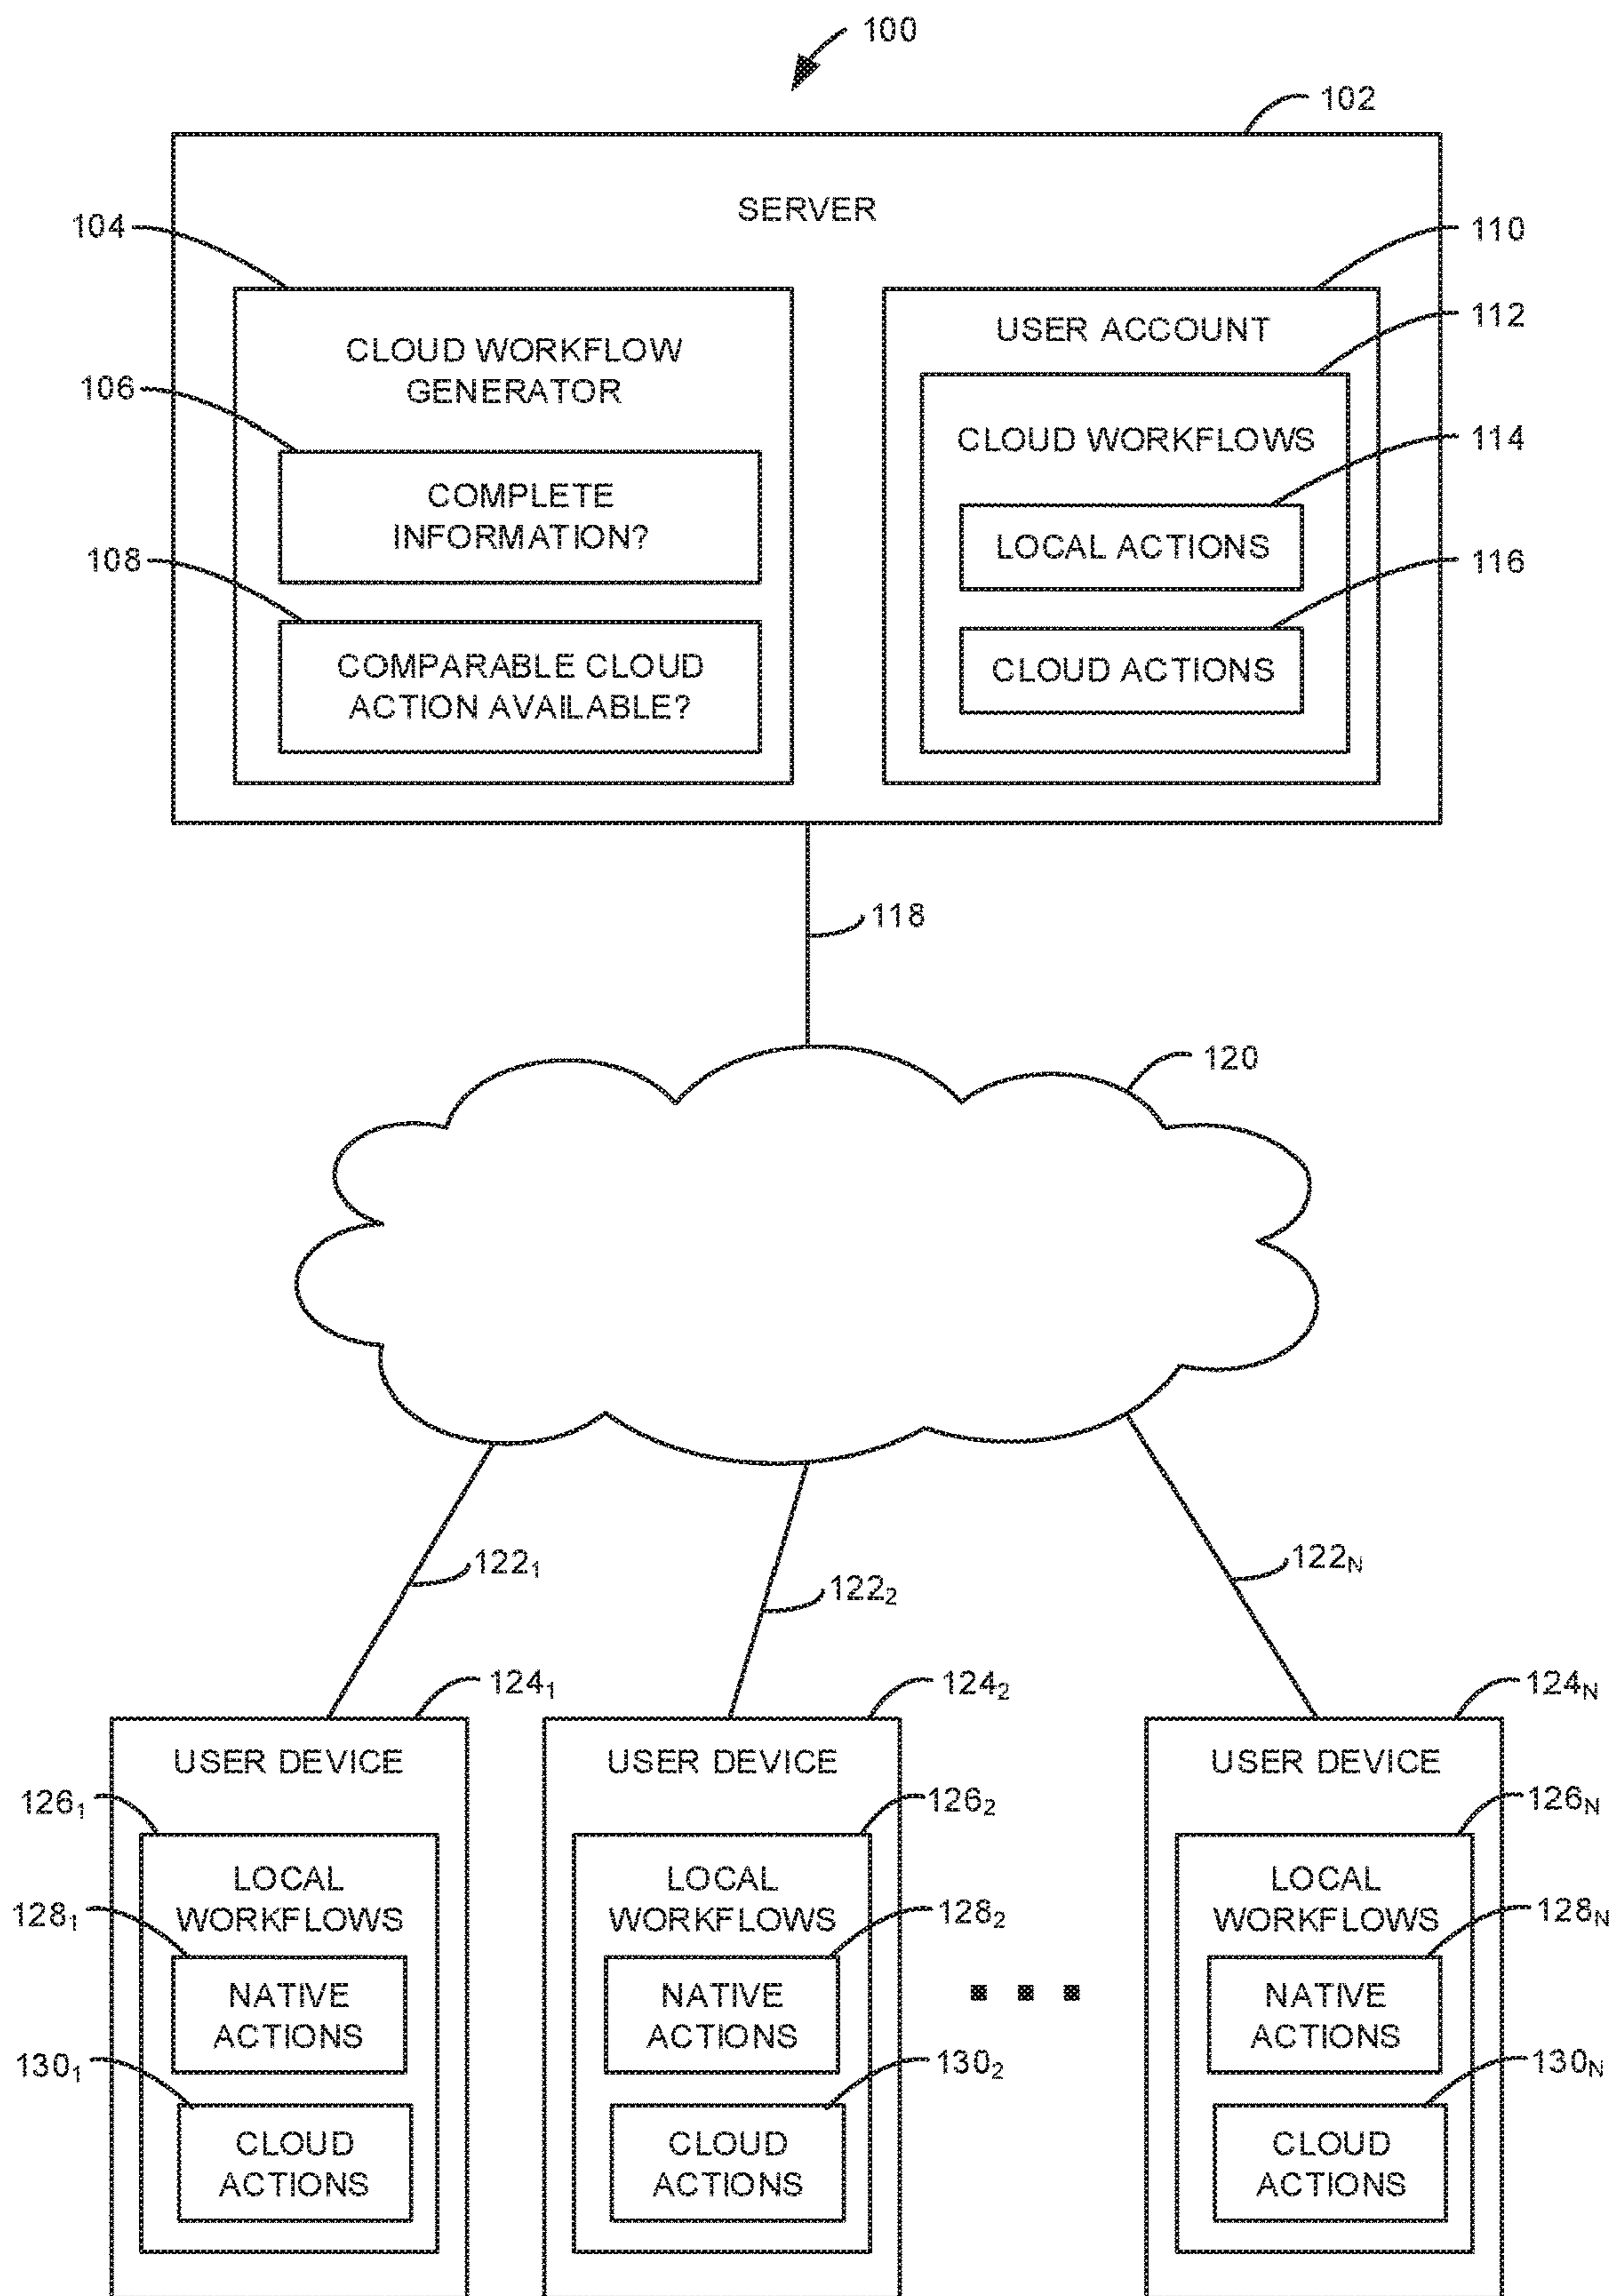 100
102
SERVER
104
110
USER ACCOUNT
112
CLOUD WORKFLOW
GENERATOR
106
CLOUD WORKFLOWS
114
COMPLETE
INFORMATION?
LOCAL ACTIONS
108
116
COMPARABLE CLOUD
ACTION AVAILABLE?
CLOUD ACTIONS
118
120
122₁
122₂
122N
124₁
124₂
124N
USER DEVICE
USER DEVICE
USER DEVICE
126₁
126₂
126N
LOCAL
WORKFLOWS
LOCAL
WORKFLOWS
LOCAL
WORKFLOWS
128₁
128₂
128N
NATIVE
ACTIONS
NATIVE
ACTIONS
NATIVE
ACTIONS
130₁
130₂
130N
CLOUD
ACTIONS
CLOUD
ACTIONS
CLOUD
ACTIONS